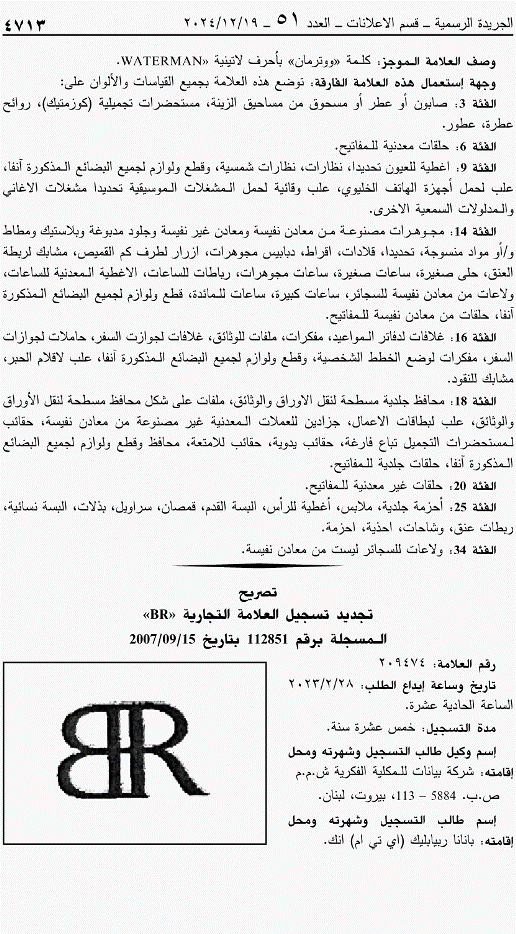 الجريدة الرسمية ــ قسم الاعلانات ــ العدد ٥١ ــ ٢٠٢٤/١٢/١٩
٤٧١٣
وصف العلامة الموجز: كلمة «ووترمان» بأحرف لاتينية «WATERMAN.
وجهة إستعمال هذه العلامة الفارقة: نوضع هذه العلامة بجميع القياسات والألوان على:
الفئة 3: صابون أو عطر أو مسحوق من مساحيق الزينة، مستحضرات تجميلية (كوزمتيك)، روائح
عطرة، عطور.
الفئة 6: حلقات معدنية للمفاتيح.
الفئة 9: اغطية للعيون تحديدا، نظارات، نظارات شمسية، وقطع ولوازم لجميع البضائع المذكورة آنفا،
علب لحمل أجهزة الهاتف الخليوي، علب وقائية لحمل المشغلات الموسيقية تحديدا مشغلات الاغاني
والمدلولات السمعية الاخرى.
الفئة 14: مجوهرات مصنوعة من معادن نفيسة ومعادن غير نفيسة وجلود مدبوغة وبلاستيك ومطاط
و/أو مواد منسوجة، تحديدا، قلادات، اقراط، دبابيس مجوهرات، ازرار لطرف كم القميص، مشابك لربطة
العنق، حلى صغيرة، ساعات صغيرة، ساعات مجوهرات، رباطات للساعات، الاغطية المعدنية للساعات،
ولاعات من معادن نفيسة للسجائر، ساعات كبيرة، ساعات للمائدة، قطع ولوازم لجميع البضائع المذكورة
آنفا، حلقات من معادن نفيسة للمفاتيح.
الفئة 16: غلافات لدفاتر المواعيد، مفكرات، ملفات للوثائق، غلافات لجوازت السفر، حاملات لجوازات
السفر، مفكرات لوضع الخطط الشخصية، وقطع ولوازم لجميع البضائع المذكورة آنفا، علب لاقلام الحبر،
مشابك للنقود.
الفئة 18: محافظ جلدية مسطحة لنقل الاوراق والوثائق، ملفات على شكل محافظ مسطحة لنقل الأوراق
والوثائق، علب لبطاقات الاعمال، جزادين للعملات المعدنية غير مصنوعة من معادن نفيسة، حقائب
لمستحضرات التجميل تباع فارغة، حقائب يدوية، حقائب للامتعة، محافظ وقطع ولوازم لجميع البضائع
المذكورة آنفا، حلقات جلدية للمفاتيح.
الفئة 20: حلقات غير معدنية للمفاتيح.
الفئة 25: أحزمة جلدية، ملابس، أغطية للرأس، البسة القدم، قمصان، سراويل، بذلات، البسة نسائية،
ربطات عنق، وشاحات، احذية، احزمة.
الفئة 34: ولاعات للسجائر ليست من معادن نفيسة.
تصريح
تجديد تسجيل العلامة التجارية «BR»
المسجلة برقم 112851 بتاريخ 2007/09/15
رقم العلامة: ٢٠٩٤٧٤
تاريخ وساعة إيداع الطلب: ٢٠٢٣/٢/٢٨
الساعة الحادية عشرة.
مدة التسجيل: خمس عشرة سنة.
إسم وكيل طالب التسجيل وشهرته ومحل
إقامته: شركة بيانات للمكلية الفكرية ش.م.م
ص.ب. 5884 – 113، بيروت، لبنان.
إسم طالب التسجيل وشهرته ومحل
إقامته: بانانا ريبابليك (اي تي ام) انك.
BR